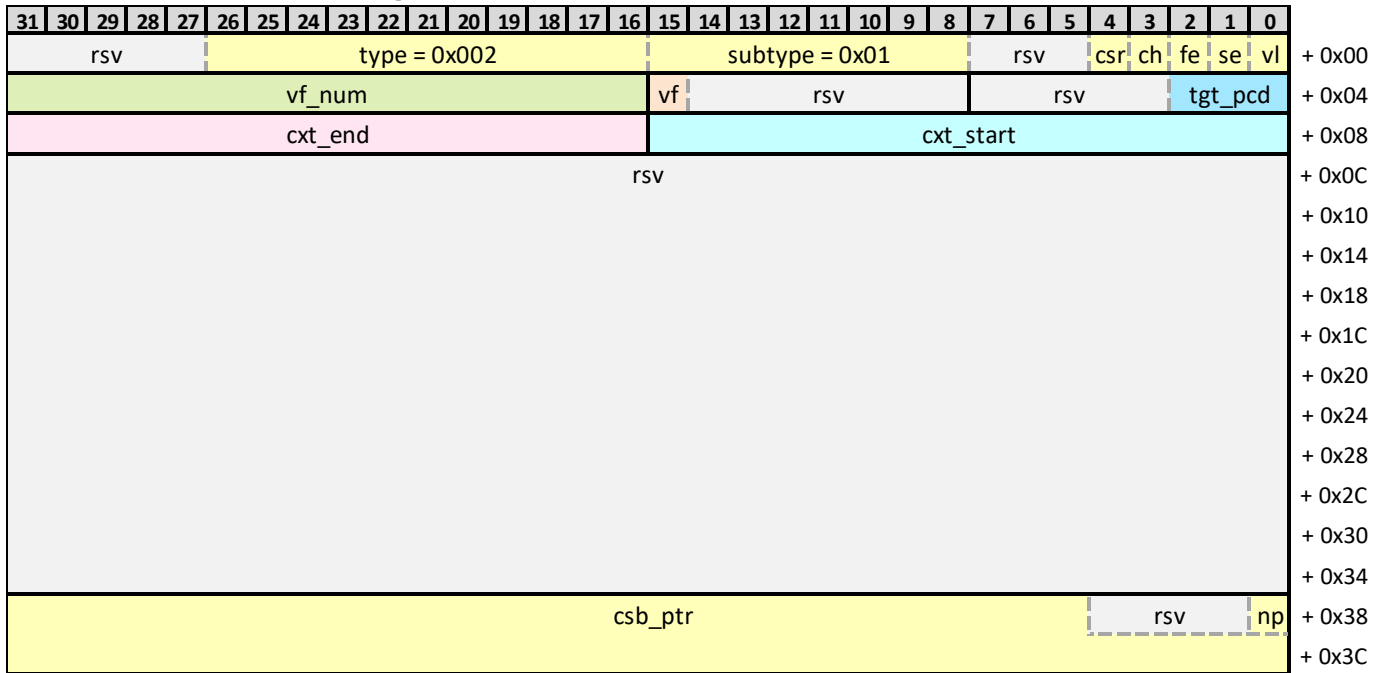 31 30 29 28 27 26 25 24 23 22 21 20 19 18 17 16 15 14 13 12 11 10 9 8 7 6 5 4 3 2 1 0
rsv type = 0x002 subtype = 0x01 rsv csr ch fe se vl + 0x00
vf_num vf rsv rsv tgt_pcd + 0x04
cxt_end cxt_start + 0x08
rsv + 0x0C
+ 0x10
+ 0x14
+ 0x18
+ 0x1C
+ 0x20
+ 0x24
+ 0x28
+ 0x2C
+ 0x30
+ 0x34
csb_ptr rsv np + 0x38
+ 0x3C